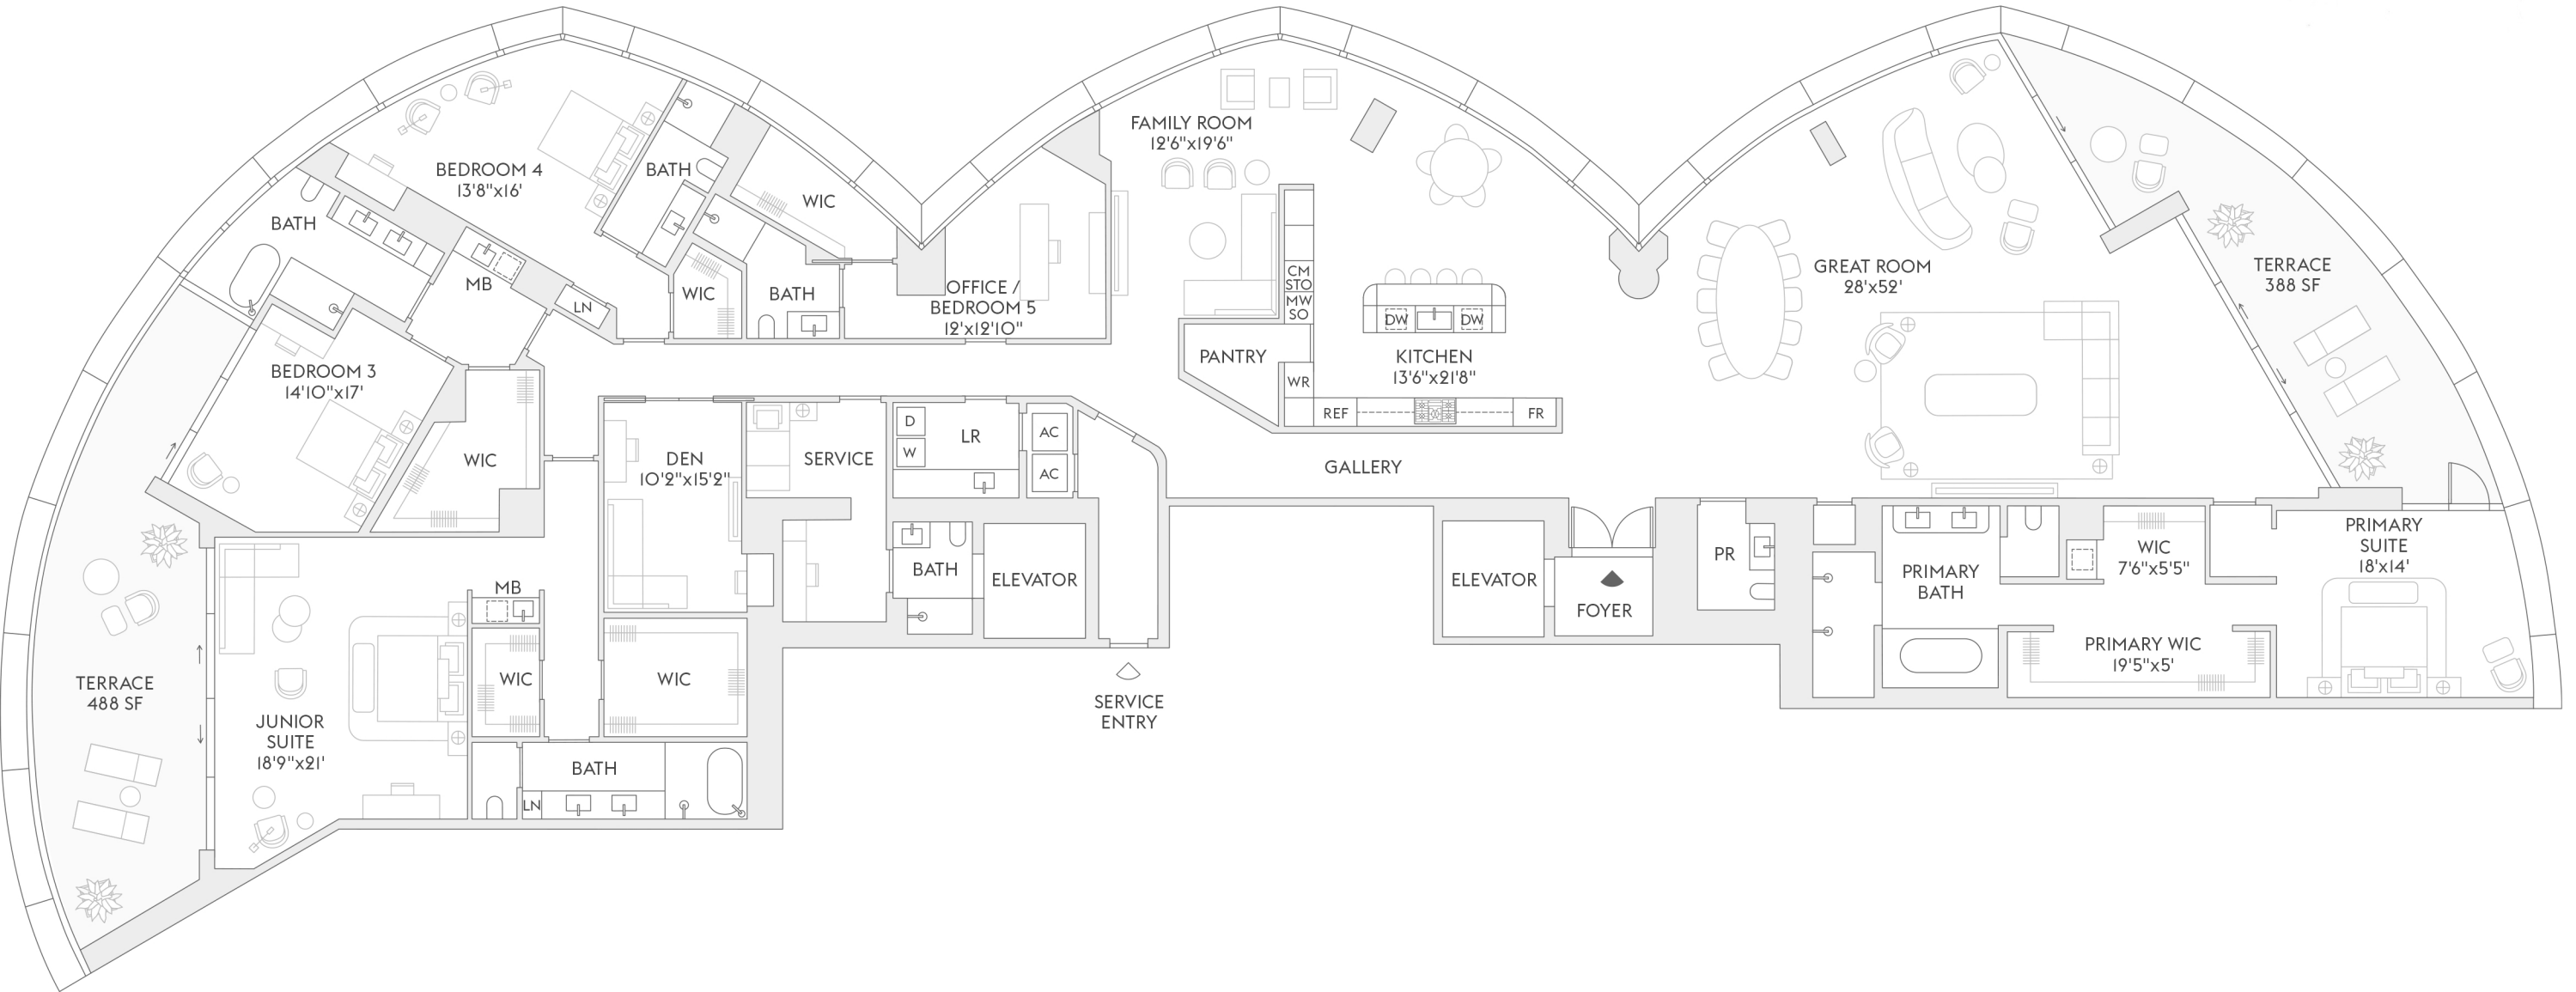 BEDROOM 4
13'8"x16'
BATH
BATH
WIC
MB
LN
WIC
BATH
OFFICE /
BEDROOM 5
12'x12'10"
FAMILY ROOM
12'6"x19'6"
CM
STO
MW
SO
DW
DW
PANTRY
WR
KITCHEN
13'6"x21'8"
REF
FR
GREAT ROOM
28'x52'
TERRACE
388 SF
BEDROOM 3
14'10"x17'
WIC
DEN
10'2"x15'2"
SERVICE
D
W
LR
AC
AC
GALLERY
BATH
ELEVATOR
ELEVATOR
FOYER
PR
PRIMARY
BATH
WIC
7'6"x5'5"
PRIMARY
SUITE
18'x14'
PRIMARY WIC
19'5"x5'
TERRACE
488 SF
JUNIOR
SUITE
18'9"x21'
MB
WIC
WIC
BATH
LN
SERVICE
ENTRY